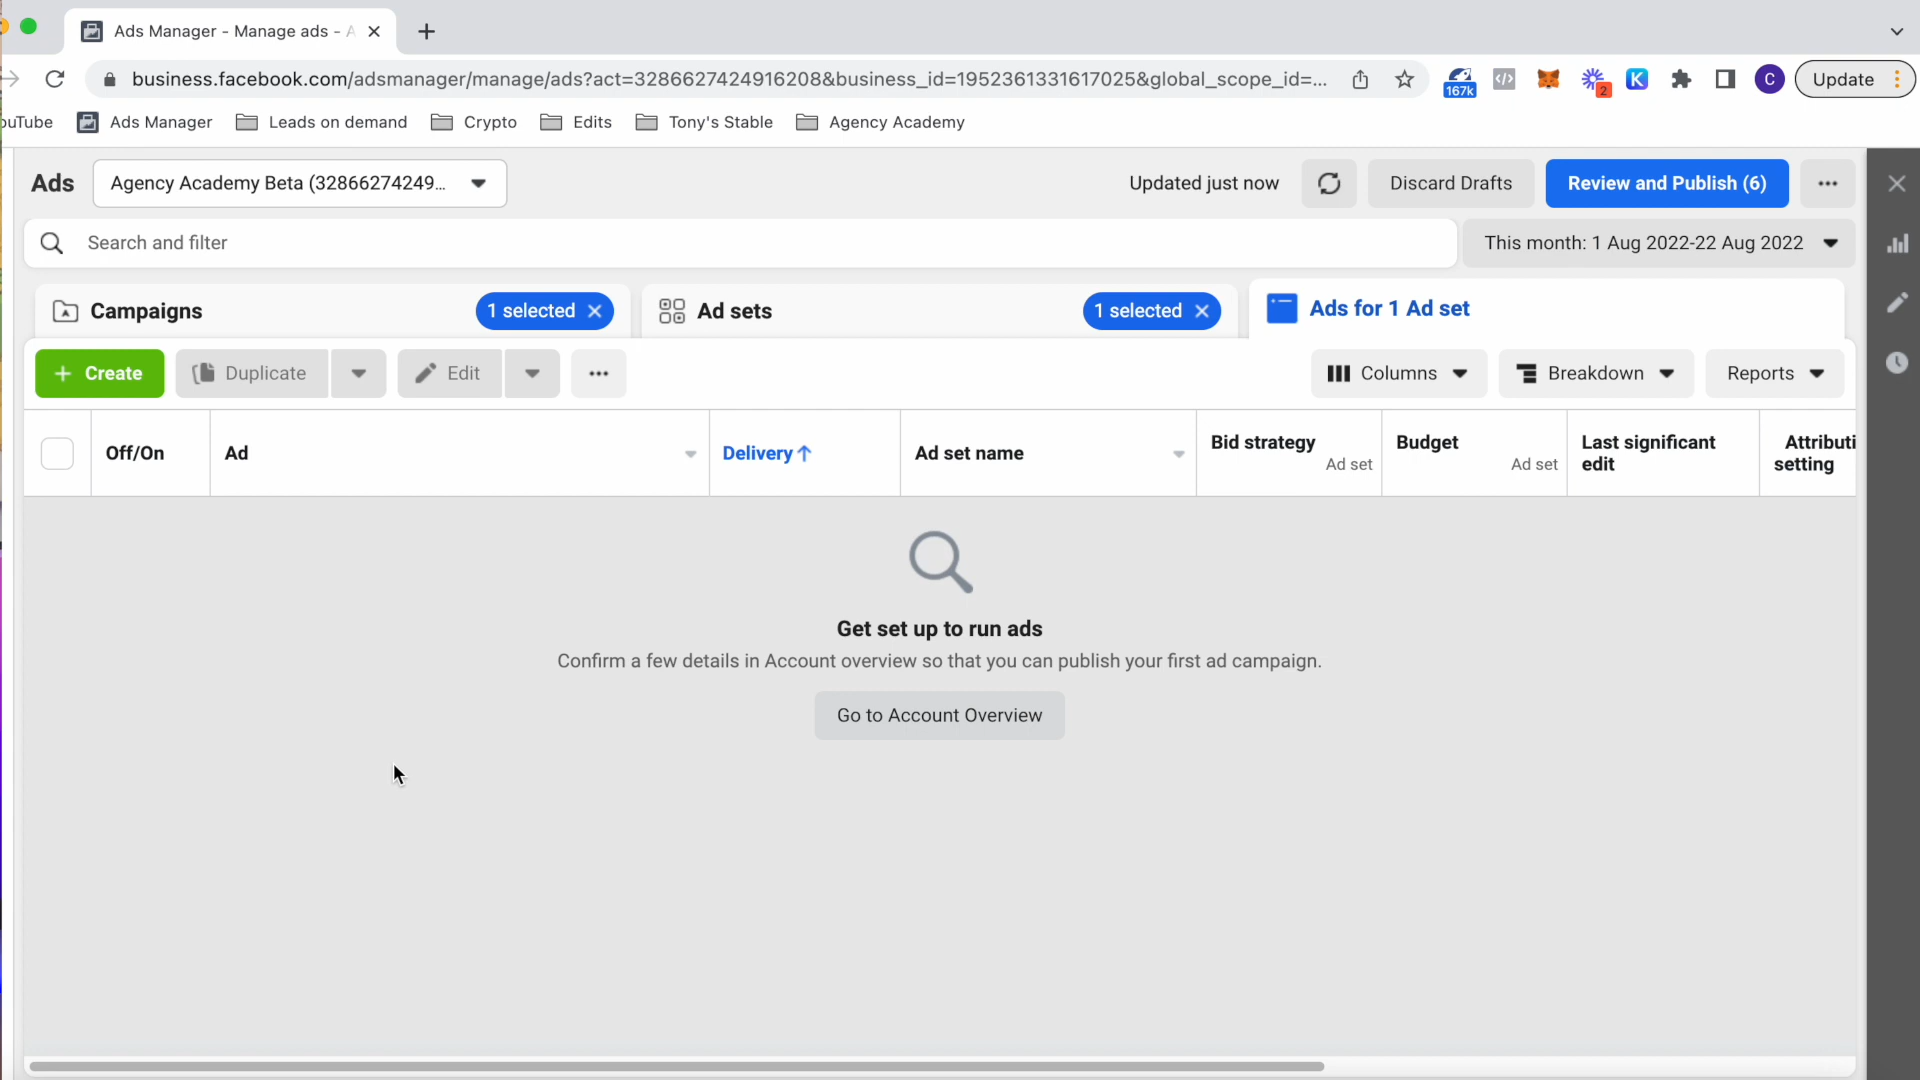 Ads Manager - Manage ads - A
business.facebook.com/adsmanager/manage/ads?act=3286627424916208&business_id=1952361331617025&global_scope_id=...
167k
2
K
C
Update
ouTube
Ads Manager
Leads on demand
Crypto
Edits
Tony's Stable
Agency Academy
Ads
Agency Academy Beta (32866274249...
Updated just now
Discard Drafts
Review and Publish (6)
Search and filter
This month: 1 Aug 2022-22 Aug 2022
Campaigns
1 selected
Ad sets
1 selected
Ads for 1 Ad set
+ Create
Duplicate
Edit
Columns
Breakdown
Reports
Off/On
Ad
Delivery ↑
Ad set name
Bid strategy
Ad set
Budget
Ad set
Last significant
edit
Attributi
setting
Get set up to run ads
Confirm a few details in Account overview so that you can publish your first ad campaign.
Go to Account Overview